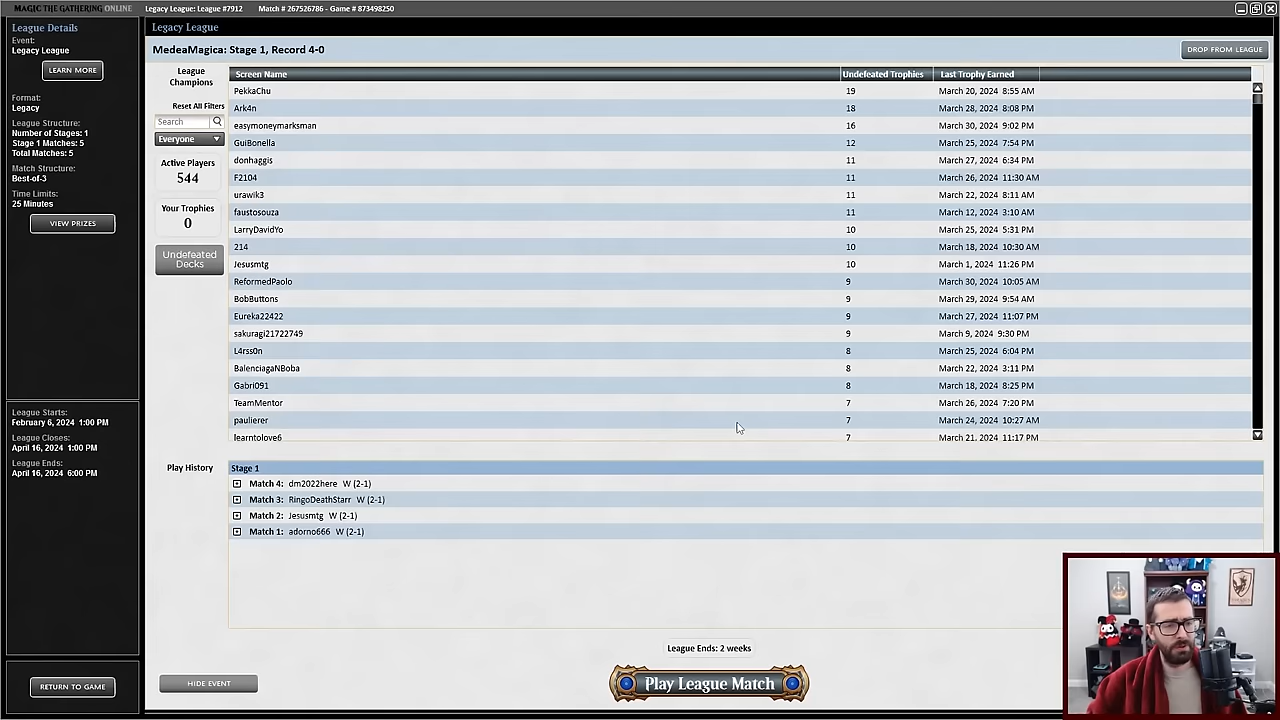 MAGIC THE GATHERING ONLINE
Legacy League: League #7912 Match # 267526786 - Game # 873498250
League Details
Event:
Legacy League
LEARN MORE
Format:
Legacy
League Structure:
Number of Stages: 1
Stage 1 Matches: 5
Total Matches: 5
Match Structure:
Best-of-3
Time Limits:
25 Minutes
VIEW PRIZES
League Starts:
February 6, 2024 1:00 PM
League Closes:
April 16, 2024 1:00 PM
League Ends:
April 16, 2024 6:00 PM
RETURN TO GAME
Legacy League
MedeaMagica: Stage 1, Record 4-0
DROP FROM LEAGUE
League
Champions
Reset All Filters
Search
Everyone
Active Players
544
Your Trophies
0
Undefeated
Decks
Screen Name Undefeated Trophies Last Trophy Earned
PekkaChu 19 March 20, 2024 8:55 AM
Ark4n 18 March 28, 2024 8:08 PM
easymoneymarksman 16 March 30, 2024 9:02 PM
GuiBonella 12 March 25, 2024 7:54 PM
donhaggis 11 March 27, 2024 6:34 PM
F2104 11 March 26, 2024 11:30 AM
urawik3 11 March 22, 2024 8:11 AM
faustosouza 11 March 12, 2024 3:10 AM
LarryDavidYo 10 March 25, 2024 5:31 PM
214 10 March 18, 2024 10:30 AM
Jesusmtg 10 March 1, 2024 11:26 PM
ReformedPaolo 9 March 30, 2024 10:05 AM
BobButtons 9 March 29, 2024 9:54 AM
Eureka22422 9 March 27, 2024 11:07 PM
sakuragi21722749 9 March 9, 2024 9:30 PM
L4rss0n 8 March 25, 2024 6:04 PM
BalenciagaNBoba 8 March 22, 2024 3:11 PM
Gabri091 8 March 18, 2024 8:25 PM
TeamMentor 7 March 26, 2024 7:20 PM
paulierer 7 March 24, 2024 10:27 AM
learntolove6 7 March 21, 2024 11:17 PM
Play History
Stage 1
Match 4: dm2022here W (2-1)
Match 3: RingoDeathStarr W (2-1)
Match 2: Jesusmtg W (2-1)
Match 1: adorno666 W (2-1)
League Ends: 2 weeks
HIDE EVENT
Play League Match